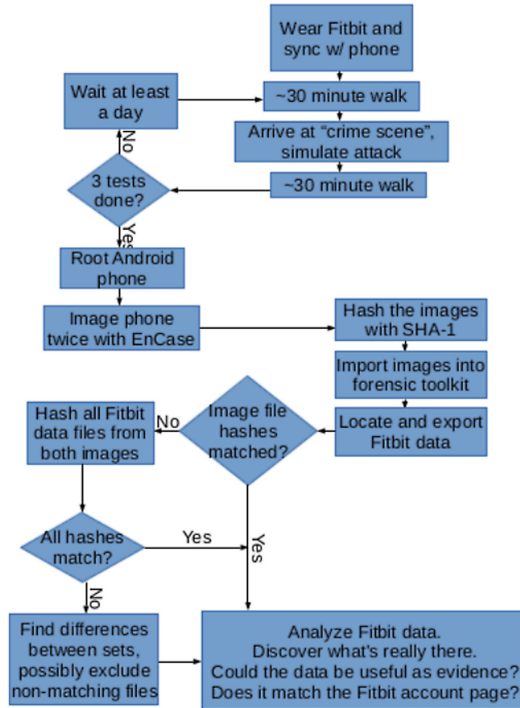 Wear Fitbit and
sync w/ phone
Wait at least
a day
~30 minute walk
No
Arrive at “crime scene”,
simulate attack
3 tests
done?
~30 minute walk
Yes
Root Android
phone
Image phone
twice with EnCase
Hash the images
with SHA-1
Import images into
forensic toolkit
Locate and export
Fitbit data
Image file
hashes
matched?
No
Hash all Fitbit
data files from
both images
All hashes
match?
Yes
Yes
No
Find differences
between sets,
possibly exclude
non-matching files
Analyze Fitbit data.
Discover what's really there.
Could the data be useful as evidence?
Does it match the Fitbit account page?